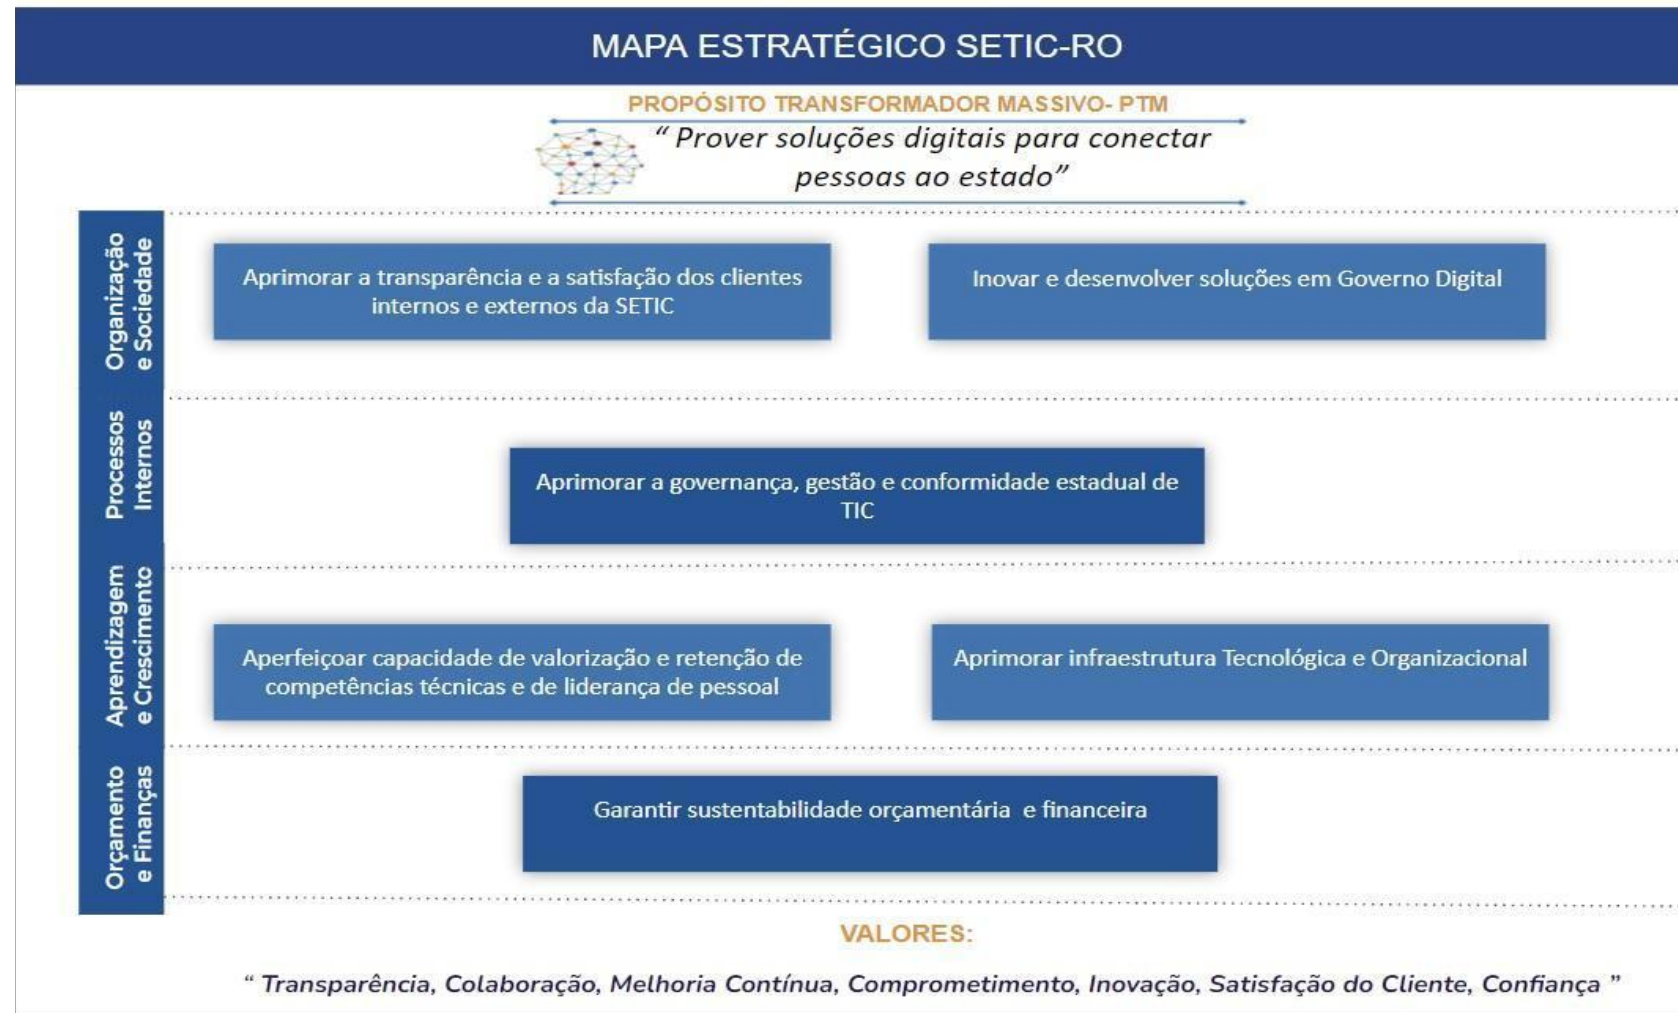 MAPA ESTRATÉGICO SETIC-RO
PROPÓSITO TRANSFORMADOR MASSIVO- PTM
“ Prover soluções digitais para conectar
pessoas ao estado”
Organização
e Sociedade
Aprimorar a transparência e a satisfação dos clientes
internos e externos da SETIC
Inovar e desenvolver soluções em Governo Digital
Processos
Internos
Aprimorar a governança, gestão e conformidade estadual de
TIC
Aprendizagem
e Crescimento
Aperfeiçoar capacidade de valorização e retenção de
competências técnicas e de liderança de pessoal
Aprimorar infraestrutura Tecnológica e Organizacional
Orçamento
e Finanças
Garantir sustentabilidade orçamentária e financeira
VALORES:
“ Transparência, Colaboração, Melhoria Contínua, Comprometimento, Inovação, Satisfação do Cliente, Confiança ”